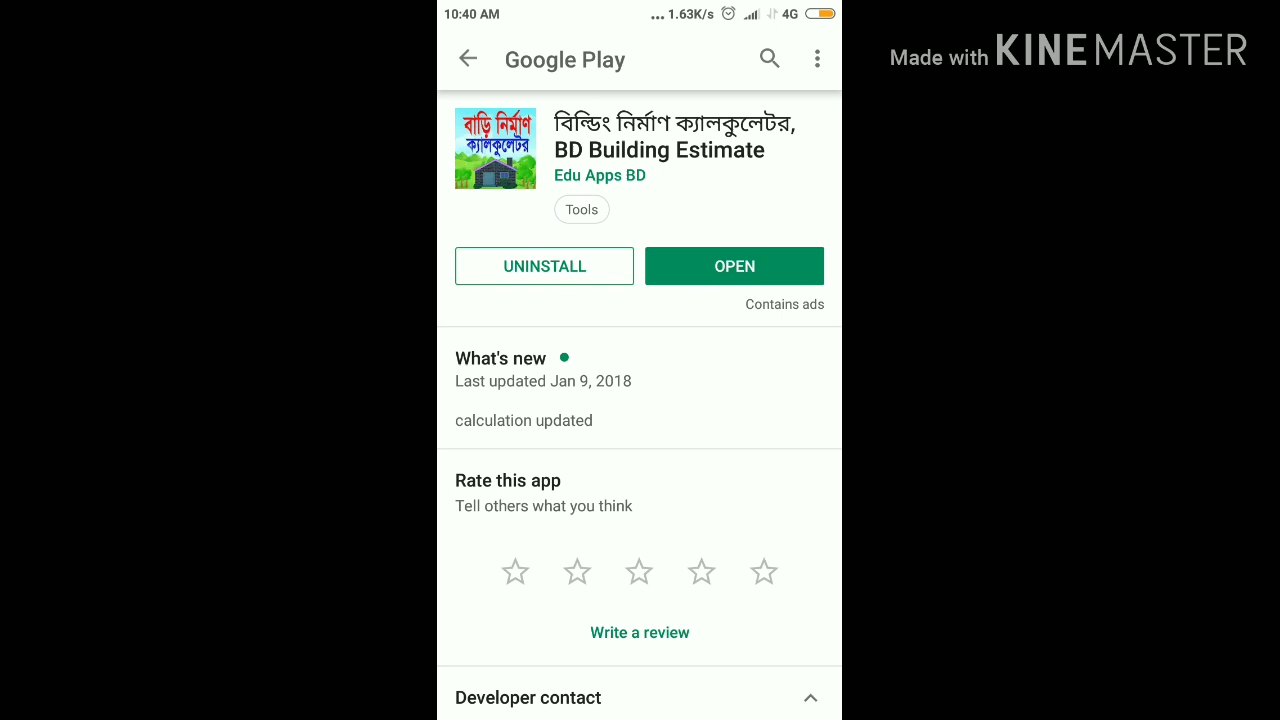 10:40 AM
... 1.63K/s
4G
Made with KINEMASTER
Google Play
বাড়ি নির্মাণ
ক্যালকুলেটর
বিল্ডিং নির্মাণ ক্যালকুলেটর,
BD Building Estimate
Edu Apps BD
Tools
UNINSTALL
OPEN
Contains ads
What's new
Last updated Jan 9, 2018
calculation updated
Rate this app
Tell others what you think
Write a review
Developer contact